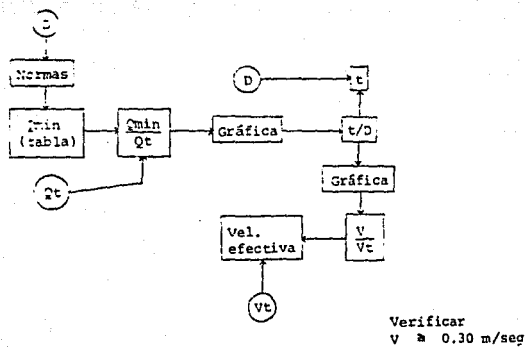 Normas
Qmin
(tabla)
Qmin
Qt
Qt
Gráfica
D
t
t/D
Gráfica
V
Vt
Vel.
efectiva
Vt
Verificar
V ≥ 0.30 m/seg